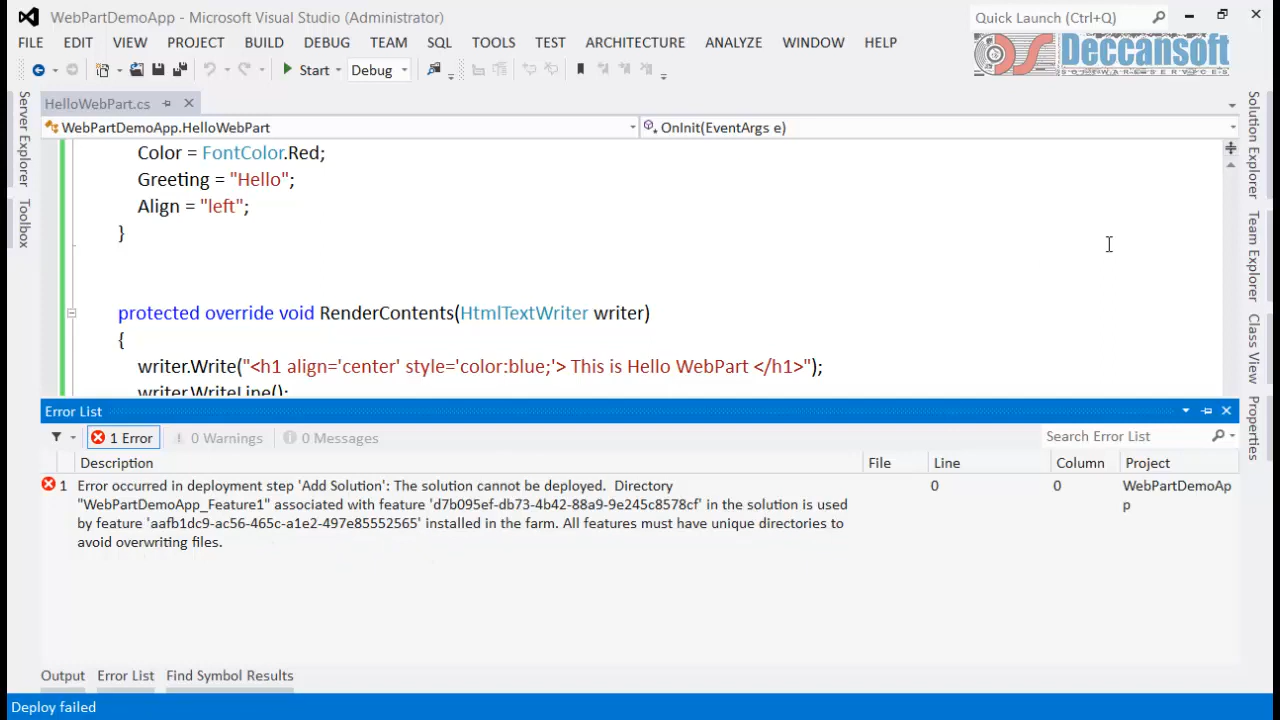 WebPartDemoApp - Microsoft Visual Studio (Administrator)
Quick Launch (Ctrl+Q)
FILE EDIT VIEW PROJECT BUILD DEBUG TEAM SQL TOOLS TEST ARCHITECTURE ANALYZE WINDOW HELP
Deccansoft
SOFTWARE SERVICES
Start Debug
Server Explorer
Toolbox
HelloWebPart.cs
WebPartDemoApp.HelloWebPart
OnInit(EventArgs e)
Color = FontColor.Red;
Greeting = "Hello";
Align = "left";
}
protected override void RenderContents(HtmlTextWriter writer)
{
writer.Write("<h1 align='center' style='color:blue;'> This is Hello WebPart </h1>");
writer.WriteLine();
Solution Explorer
Team Explorer
Class View
Properties
Error List
1 Error 0 Warnings 0 Messages
Search Error List
Description File Line Column Project
1 Error occurred in deployment step 'Add Solution': The solution cannot be deployed.  Directory 0 0 WebPartDemoAp
"WebPartDemoApp_Feature1" associated with feature 'd7b095ef-db73-4b42-88a9-9e245c8578cf' in the solution is used p
by feature 'aafb1dc9-ac56-465c-a1e2-497e85552565' installed in the farm. All features must have unique directories to
avoid overwriting files.
Output Error List Find Symbol Results
Deploy failed